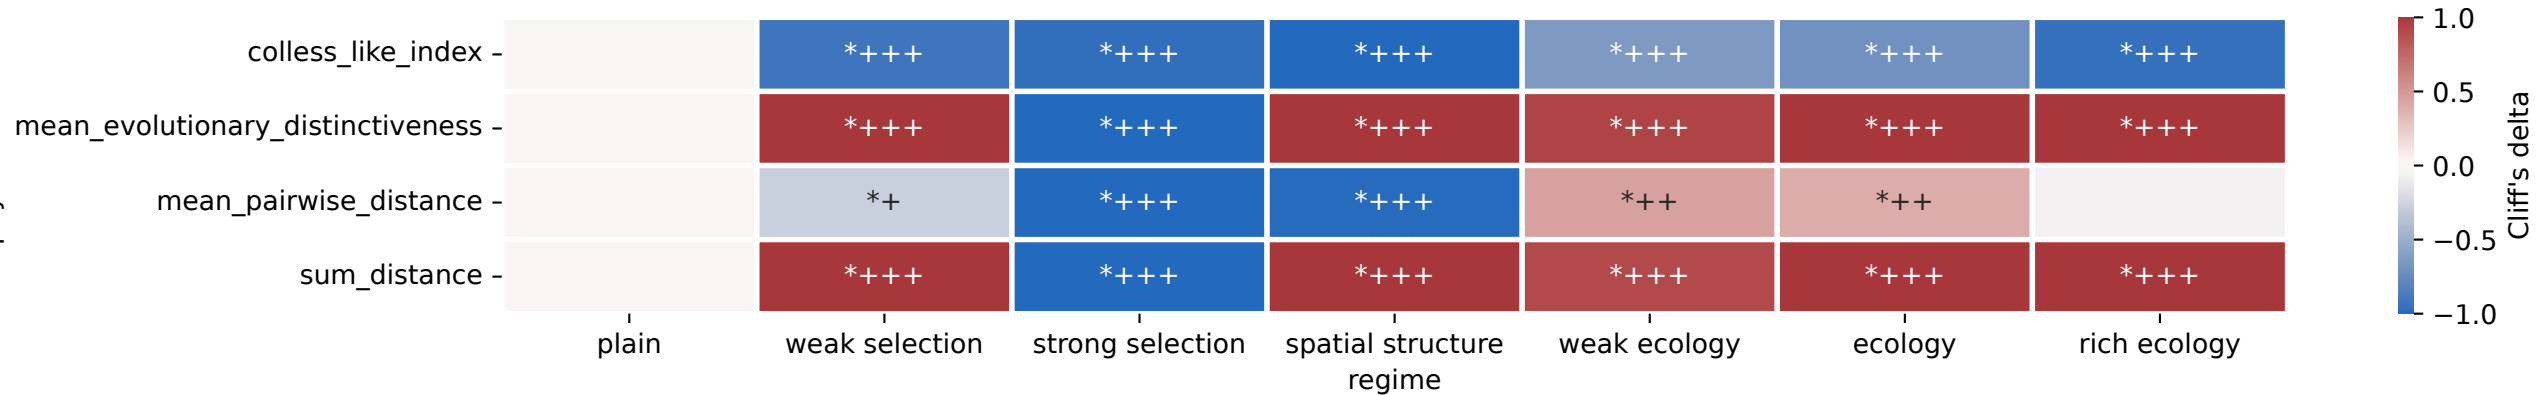 colless_like_index *+++ *+++ *+++ *+++ *+++ *+++
mean_evolutionary_distinctiveness *+++ *+++ *+++ *+++ *+++ *+++
mean_pairwise_distance *+ *+++ *+++ *++ *++
sum_distance *+++ *+++ *+++ *+++ *+++ *+++
plain weak selection strong selection spatial structure weak ecology ecology rich ecology
regime
1.0
0.5
0.0
−0.5
−1.0
Cliff's delta